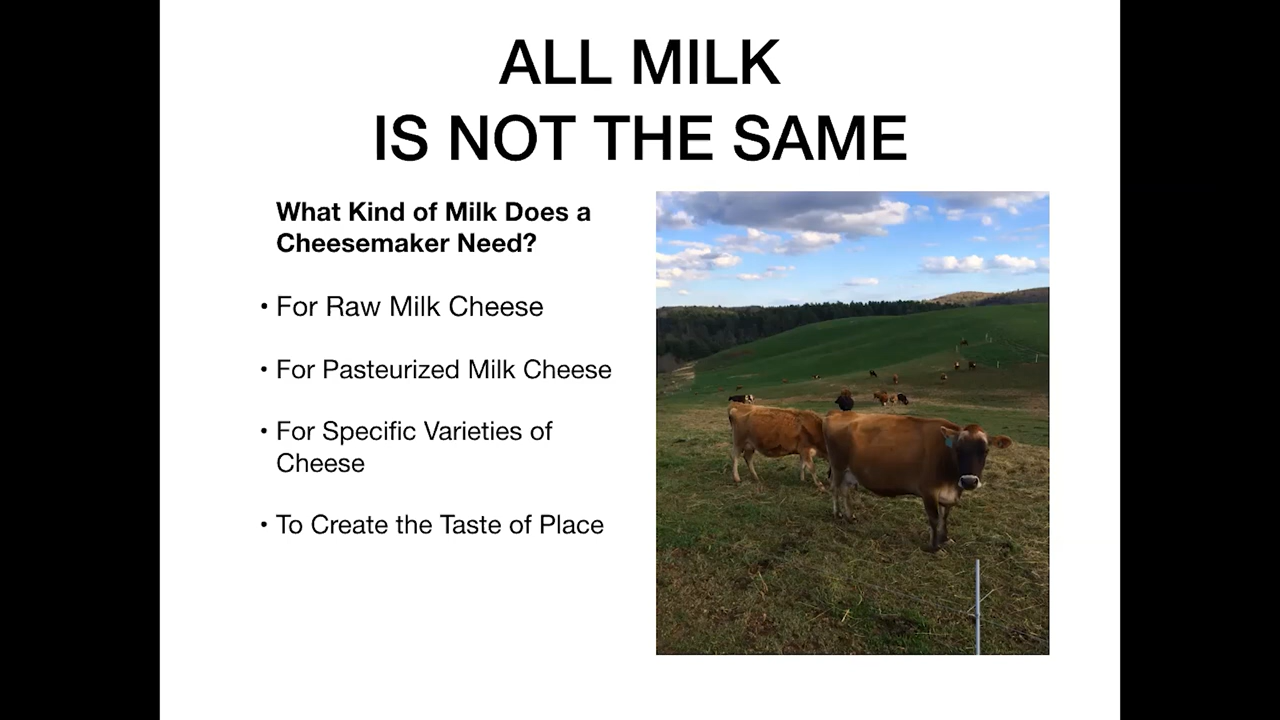 ALL MILK
IS NOT THE SAME
What Kind of Milk Does a
Cheesemaker Need?
• For Raw Milk Cheese
• For Pasteurized Milk Cheese
• For Specific Varieties of
Cheese
• To Create the Taste of Place